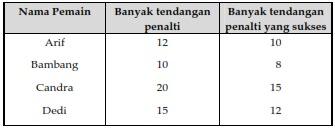 Nama Pemain Banyak tendangan penalti Banyak tendangan penalti yang sukses
Arif 12 10
Bambang 10 8
Candra 20 15
Dedi 15 12